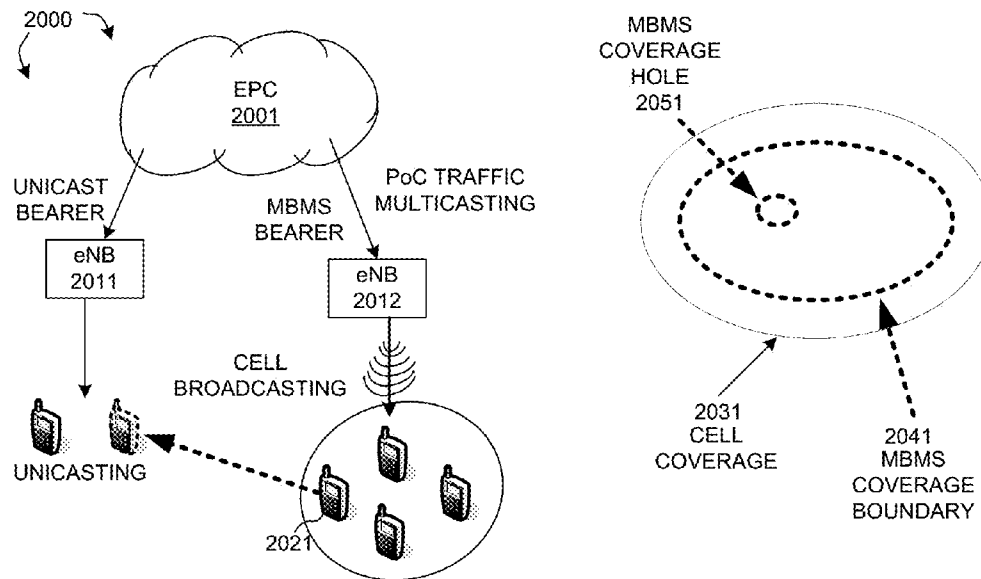 2000
EPC
2001
UNICAST
BEARER
MBMS
BEARER
PoC TRAFFIC
MULTICASTING
eNB
2011
eNB
2012
CELL
BROADCASTING
UNICASTING
2021
MBMS
COVERAGE
HOLE
2051
2031
CELL
COVERAGE
2041
MBMS
COVERAGE
BOUNDARY